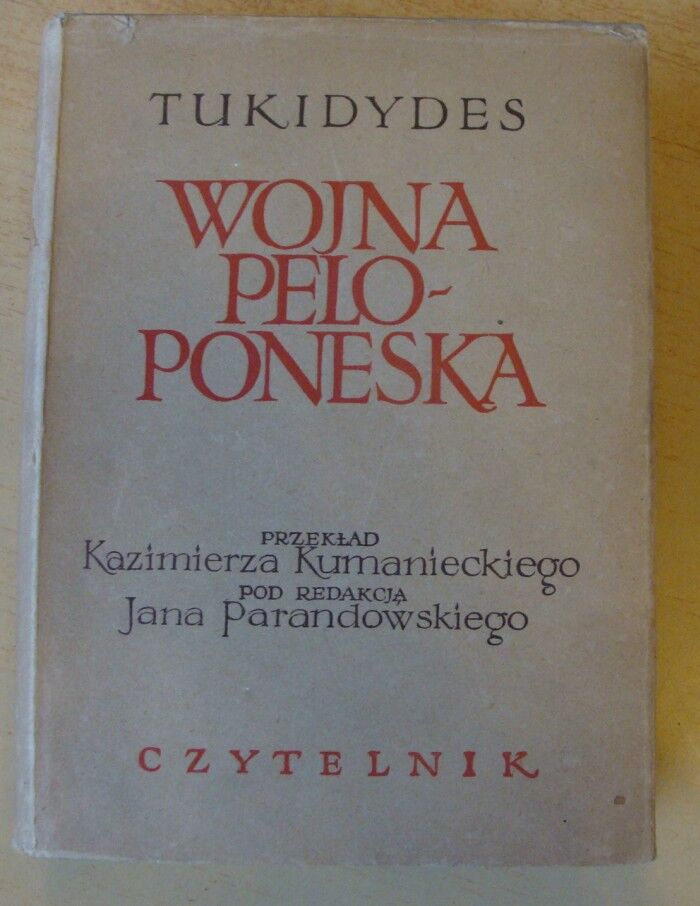 TUKIDYDES
WOJNA
PELO-
PONESKA
PRZEKŁAD
Kazimierza Kumanieckiego
POD REDAKCJĄ
Jana Parandowskiego
CZYTELNIK